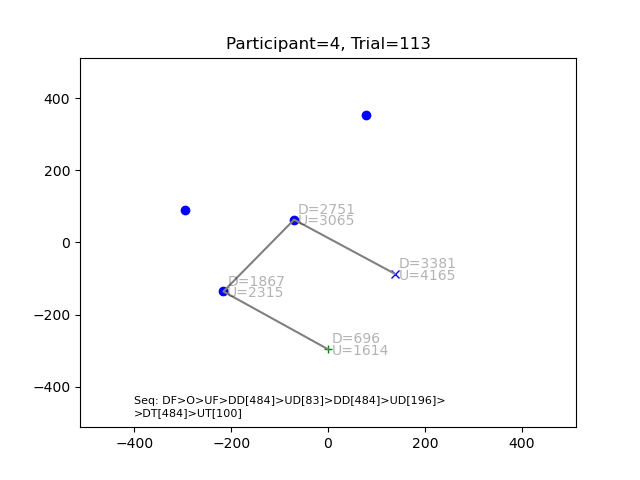 Participant=4, Trial=113
400
200
0
−200
−400
D=2751
U=3065
D=3381
U=4165
D=1867
U=2315
D=696
U=1614
Seq: DF>O>UF>DD[484]>UD[83]>DD[484]>UD[196]>
>DT[484]>UT[100]
−400 −200 0 200 400